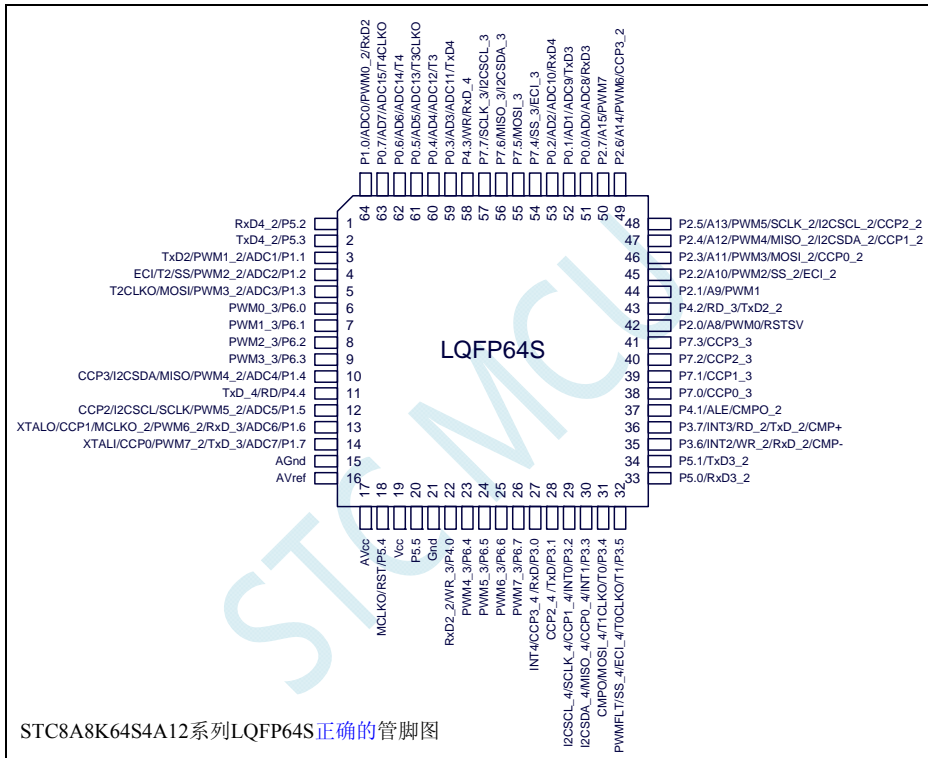 P1.0/ADC0/PWM0_2/RxD2
P0.7/AD7/ADC15/T4CLKO
P0.6/AD6/ADC14/T4
P0.5/AD5/ADC13/T3CLKO
P0.4/AD4/ADC12/T3
P0.3/AD3/ADC11/TxD4
P4.3/WR/RxD_4
P7.7/SCLK_3/I2CSCL_3
P7.6/MISO_3/I2CSDA_3
P7.5/MOSI_3
P7.4/SS_3/ECI_3
P0.2/AD2/ADC10/RxD4
P0.1/AD1/ADC9/TxD3
P0.0/AD0/ADC8/RxD3
P2.7/A15/PWM7
P2.6/A14/PWM6/CCP3_2
64 63 62 61 60 59 58 57 56 55 54 53 52 51 50 49
RxD4_2/P5.2 1
TxD4_2/P5.3 2
TxD2/PWM1_2/ADC1/P1.1 3
ECI/T2/SS/PWM2_2/ADC2/P1.2 4
T2CLKO/MOSI/PWM3_2/ADC3/P1.3 5
PWM0_3/P6.0 6
PWM1_3/P6.1 7
PWM2_3/P6.2 8
PWM3_3/P6.3 9
CCP3/I2CSDA/MISO/PWM4_2/ADC4/P1.4 10
TxD_4/RD/P4.4 11
CCP2/I2CSCL/SCLK/PWM5_2/ADC5/P1.5 12
XTALO/CCP1/MCLKO_2/PWM6_2/RxD_3/ADC6/P1.6 13
XTALI/CCP0/PWM7_2/TxD_3/ADC7/P1.7 14
AGnd 15
AVref 16
LQFP64S
STC MCU
48 P2.5/A13/PWM5/SCLK_2/I2CSCL_2/CCP2_2
47 P2.4/A12/PWM4/MISO_2/I2CSDA_2/CCP1_2
46 P2.3/A11/PWM3/MOSI_2/CCP0_2
45 P2.2/A10/PWM2/SS_2/ECI_2
44 P2.1/A9/PWM1
43 P4.2/RD_3/TxD2_2
42 P2.0/A8/PWM0/RSTSV
41 P7.3/CCP3_3
40 P7.2/CCP2_3
39 P7.1/CCP1_3
38 P7.0/CCP0_3
37 P4.1/ALE/CMPO_2
36 P3.7/INT3/RD_2/TxD_2/CMP+
35 P3.6/INT2/WR_2/RxD_2/CMP-
34 P5.1/TxD3_2
33 P5.0/RxD3_2
17 18 19 20 21 22 23 24 25 26 27 28 29 30 31 32
AVcc
MCLKO/RST/P5.4
Vcc
P5.5
Gnd
RxD2_2/WR_3/P4.0
PWM4_3/P6.4
PWM5_3/P6.5
PWM6_3/P6.6
PWM7_3/P6.7
INT4/CCP3_4 /RxD/P3.0
CCP2_4 /TxD/P3.1
I2CSCL_4/SCLK_4/CCP1_4/INT0/P3.2
I2CSDA_4/MISO_4/CCP0_4/INT1/P3.3
CMPO/MOSI_4/T1CLKO/T0/P3.4
PWMFLT/SS_4/ECI_4/T0CLKO/T1/P3.5
STC8A8K64S4A12系列LQFP64S正确的管脚图